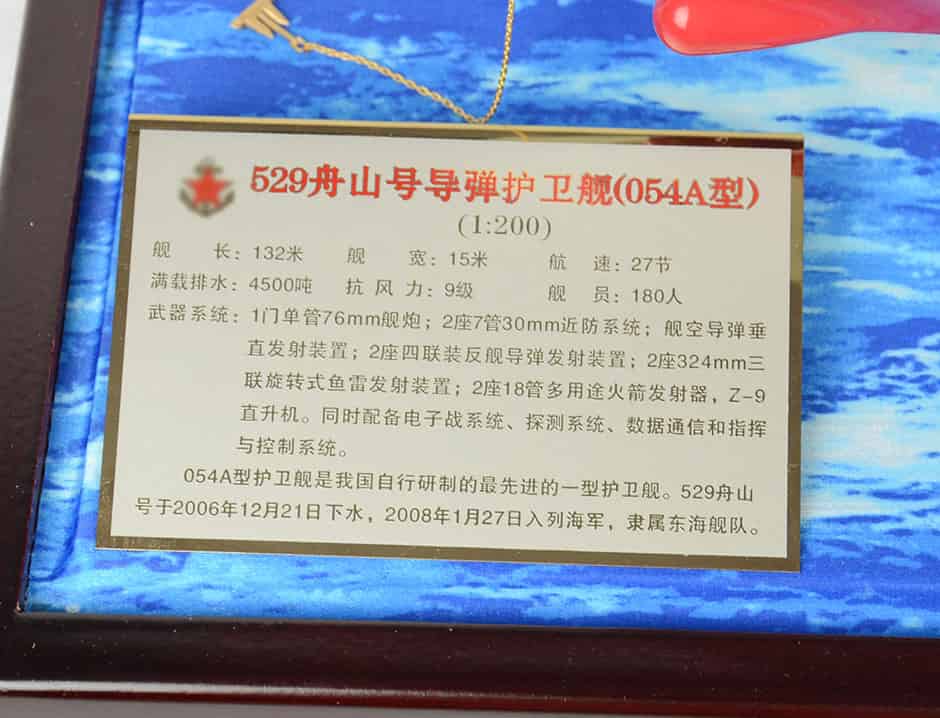 529舟山号导弹护卫舰(054A型)
(1:200)
舰 长：132米 舰 宽：15米 航 速：27节
满载排水：4500吨 抗 风 力：9级 舰 员：180人
武器系统：1门单管76mm舰炮；2座7管30mm近防系统；舰空导弹垂
直发射装置；2座四联装反舰导弹发射装置；2座324mm三
联旋转式鱼雷发射装置；2座18管多用途火箭发射器，Z-9
直升机。同时配备电子战系统、探测系统、数据通信和指挥
与控制系统。
054A型护卫舰是我国自行研制的最先进的一型护卫舰。529舟山
号于2006年12月21日下水，2008年1月27日入列海军，隶属东海舰队。